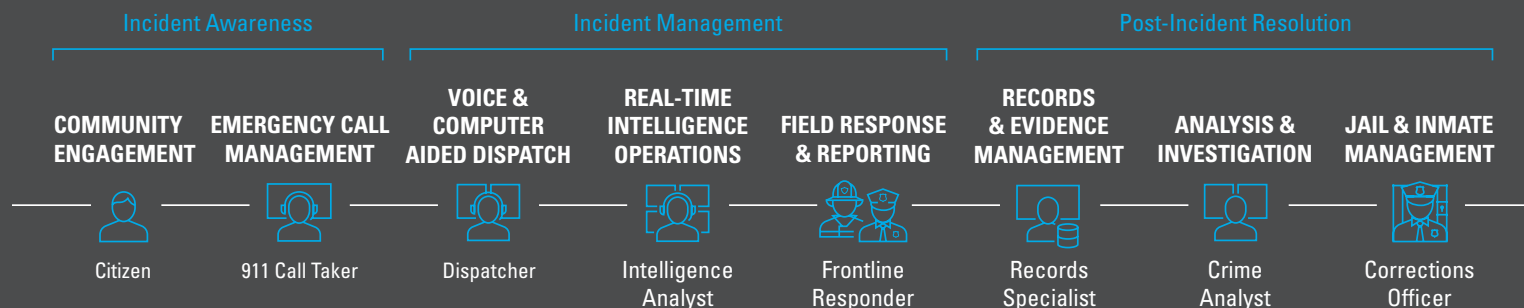 Incident Awareness
Incident Management
Post-Incident Resolution
COMMUNITY
ENGAGEMENT
EMERGENCY CALL
MANAGEMENT
VOICE &
COMPUTER
AIDED DISPATCH
REAL-TIME
INTELLIGENCE
OPERATIONS
FIELD RESPONSE
& REPORTING
RECORDS
& EVIDENCE
MANAGEMENT
ANALYSIS &
INVESTIGATION
JAIL & INMATE
MANAGEMENT
Citizen
911 Call Taker
Dispatcher
Intelligence
Analyst
Frontline
Responder
Records
Specialist
Crime
Analyst
Corrections
Officer